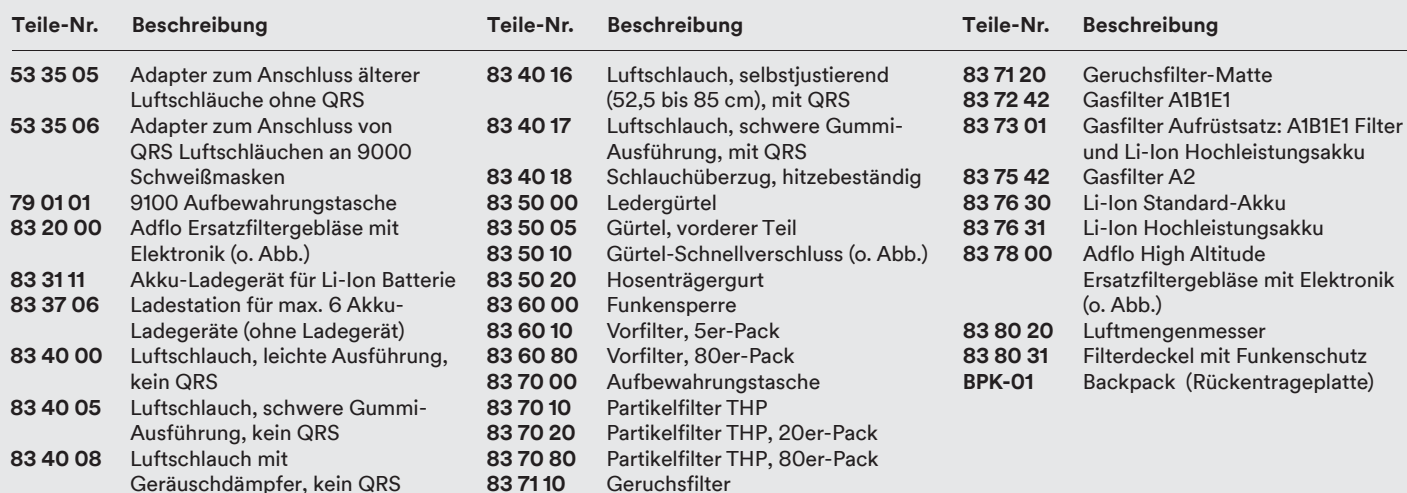 Teile-Nr. Beschreibung
53 35 05 Adapter zum Anschluss älterer
Luftschläuche ohne QRS
53 35 06 Adapter zum Anschluss von
QRS Luftschläuchen an 9000
Schweißmasken
79 01 01 9100 Aufbewahrungstasche
83 20 00 Adflo Ersatzfiltergebläse mit
Elektronik (o. Abb.)
83 31 11 Akku-Ladegerät für Li-Ion Batterie
83 37 06 Ladestation für max. 6 Akku-
Ladegeräte (ohne Ladegerät)
83 40 00 Luftschlauch, leichte Ausführung,
kein QRS
83 40 05 Luftschlauch, schwere Gummi-
Ausführung, kein QRS
83 40 08 Luftschlauch mit
Geräuschdämpfer, kein QRS
Teile-Nr. Beschreibung
83 40 16 Luftschlauch, selbstjustierend
(52,5 bis 85 cm), mit QRS
83 40 17 Luftschlauch, schwere Gummi-
Ausführung, mit QRS
83 40 18 Schlauchüberzug, hitzebeständig
83 50 00 Ledergürtel
83 50 05 Gürtel, vorderer Teil
83 50 10 Gürtel-Schnellverschluss (o. Abb.)
83 50 20 Hosenträgergurt
83 60 00 Funkensperre
83 60 10 Vorfilter, 5er-Pack
83 60 80 Vorfilter, 80er-Pack
83 70 00 Aufbewahrungstasche
83 70 10 Partikelfilter THP
83 70 20 Partikelfilter THP, 20er-Pack
83 70 80 Partikelfilter THP, 80er-Pack
83 71 10 Geruchsfilter
Teile-Nr. Beschreibung
83 71 20 Geruchsfilter-Matte
83 72 42 Gasfilter A1B1E1
83 73 01 Gasfilter Aufrüstsatz: A1B1E1 Filter
und Li-Ion Hochleistungsakku
83 75 42 Gasfilter A2
83 76 30 Li-Ion Standard-Akku
83 76 31 Li-Ion Hochleistungsakku
83 78 00 Adflo High Altitude
Ersatzfiltergebläse mit Elektronik
(o. Abb.)
83 80 20 Luftmengenmesser
83 80 31 Filterdeckel mit Funkenschutz
BPK-01 Backpack (Rückentrageplatte)